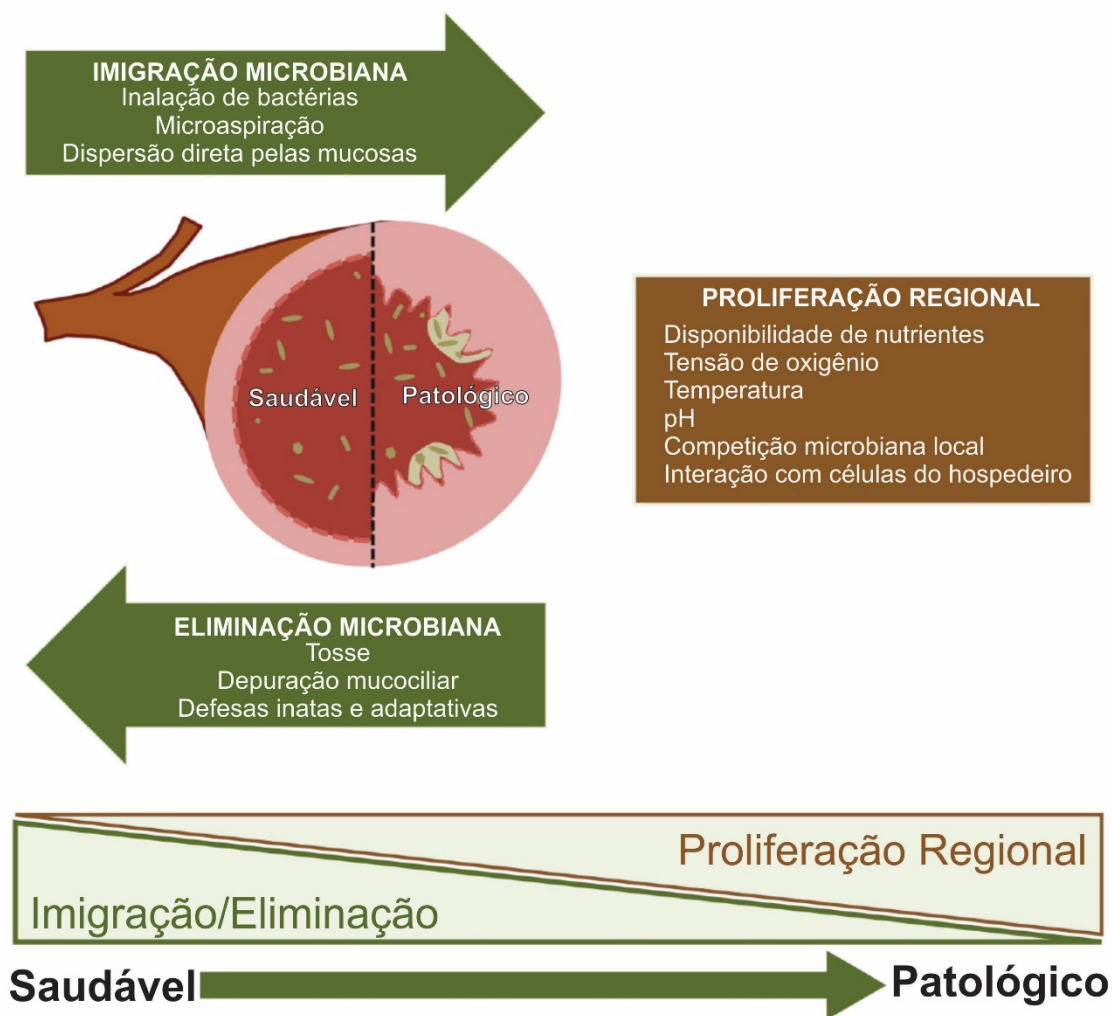 IMIGRAÇÃO MICROBIANA
Inalação de bactérias
Microaspiração
Dispersão direta pelas mucosas
Saudável
Patológico
PROLIFERAÇÃO REGIONAL
Disponibilidade de nutrientes
Tensão de oxigênio
Temperatura
pH
Competição microbiana local
Interação com células do hospedeiro
ELIMINAÇÃO MICROBIANA
Tosse
Depuração mucociliar
Defesas inatas e adaptativas
Proliferação Regional
Imigração/Eliminação
Saudável
Patológico